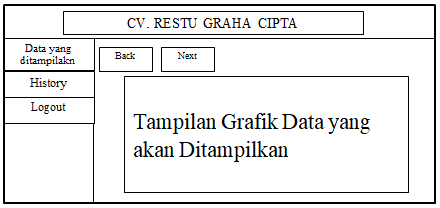 CV. RESTU GRAHA CIPTA
Data yang
ditampilakn
History
Logout
Back
Next
Tampilan Grafik Data yang
akan Ditampilkan